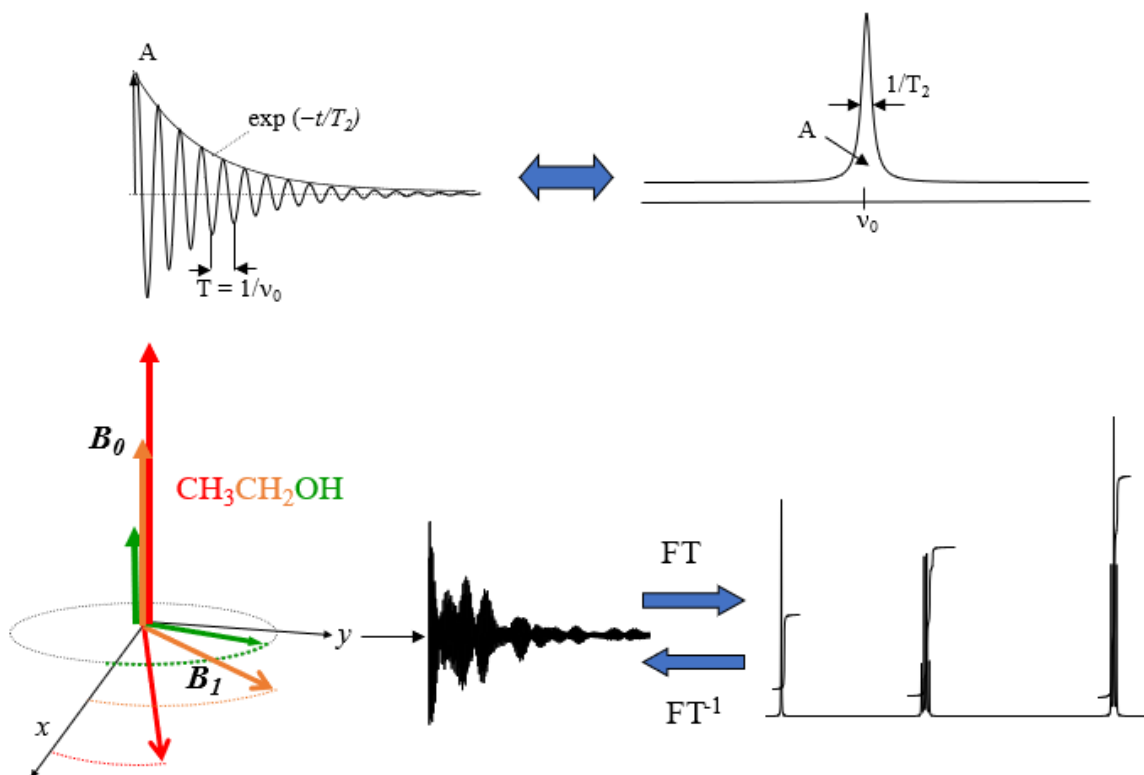 A
exp (−t/T₂)
T = 1/ν₀
1/T₂
A
ν₀
B₀
CH₃CH₂OH
y
B₁
x
FT
FT⁻¹